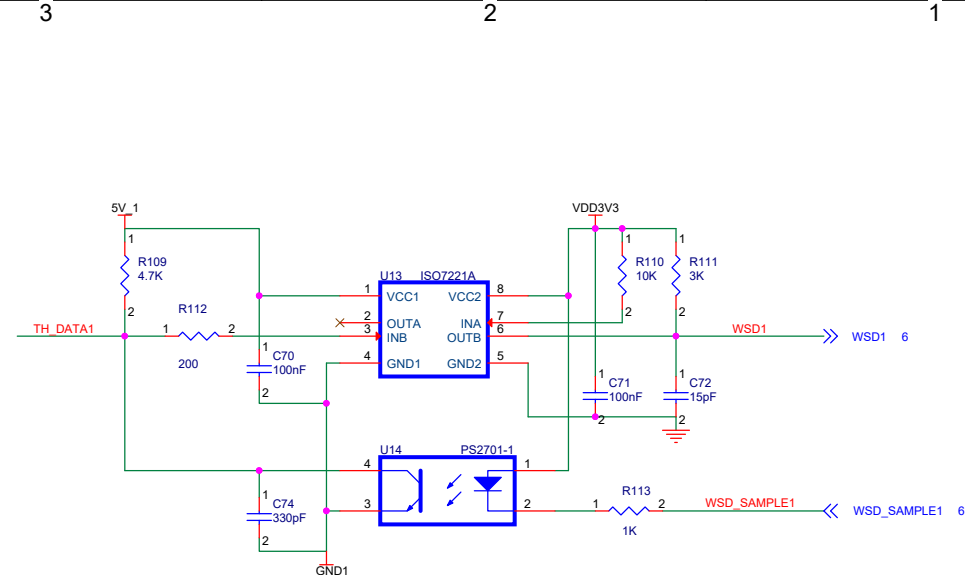 3 2 1
5V_1 VDD3V3
1 1 1
R109 R110 R111
4.7K 10K 3K
2 2 2
U13 ISO7221A
1 VCC1 VCC2 8
2 OUTA INA 7
3 INB OUTB 6
4 GND1 GND2 5
R112
TH_DATA1 1 2 WSD1 WSD1 6
200
1 C70
100nF
2
1 C71
100nF
2
1 C72
15pF
2
U14 PS2701-1
4 1
3 2
1 C74
330pF
2
R113
1 2 WSD_SAMPLE1 WSD_SAMPLE1 6
1K
GND1